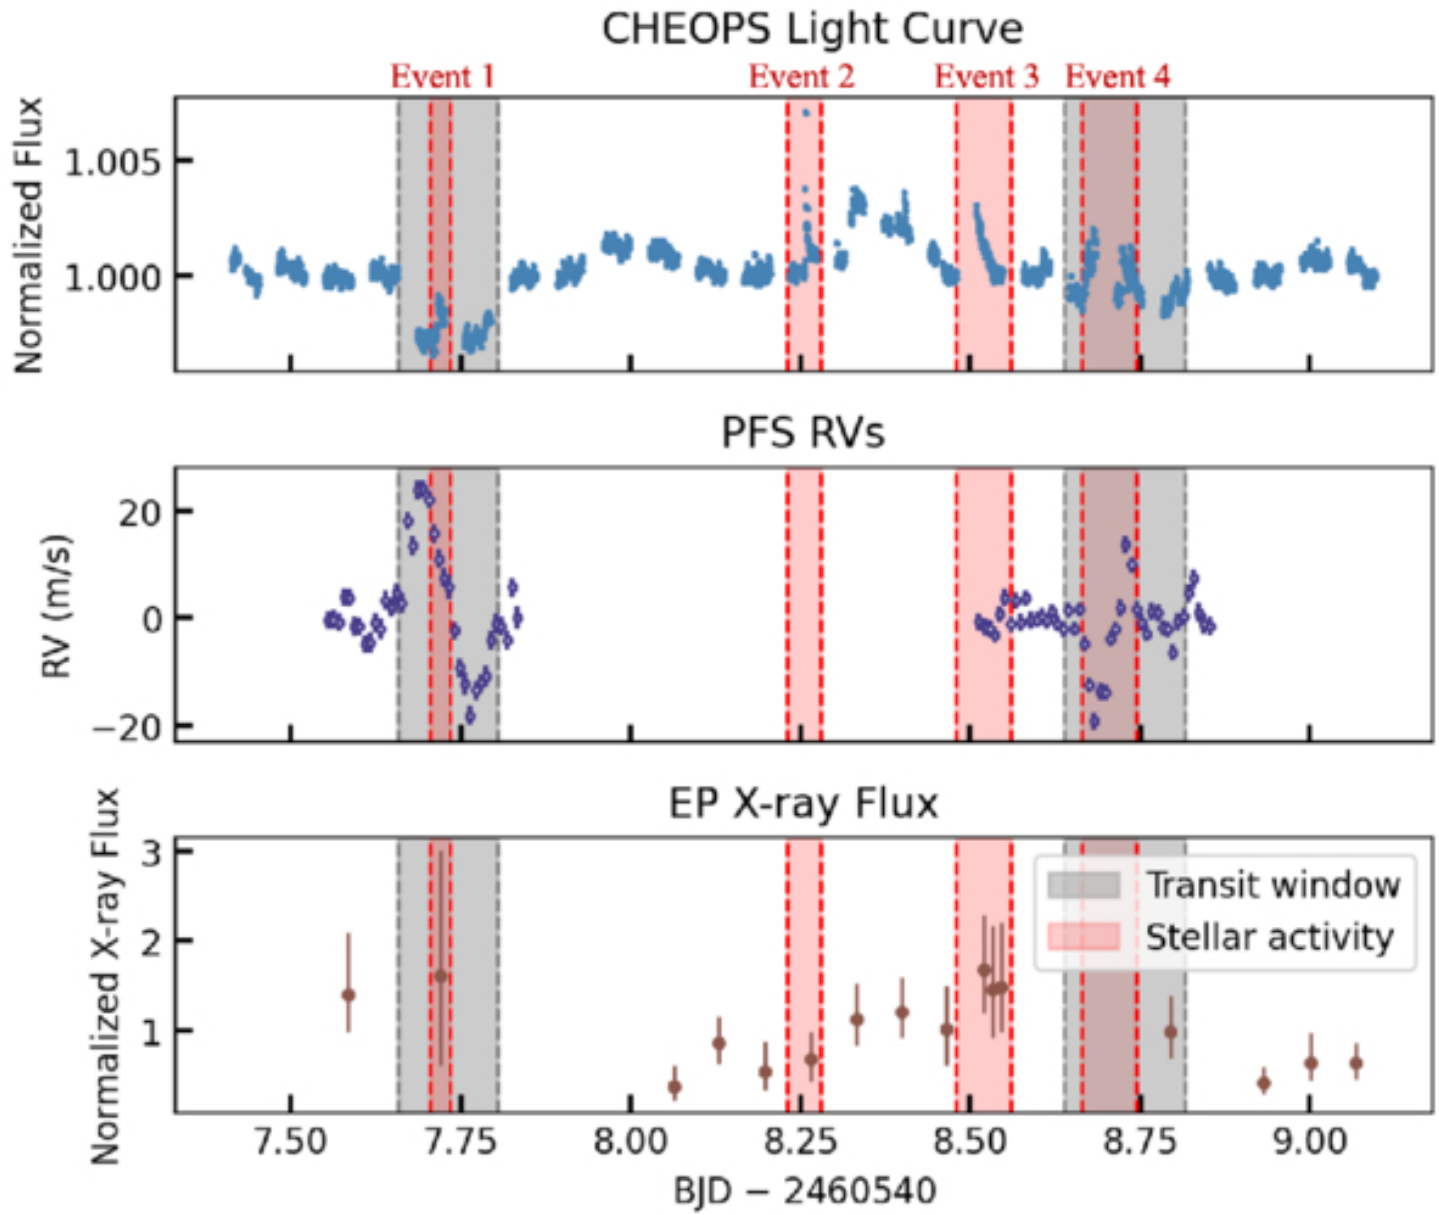 CHEOPS Light Curve
Event 1 Event 2 Event 3 Event 4
Normalized Flux
1.005
1.000
PFS RVs
RV (m/s)
20
0
−20
EP X-ray Flux
Normalized X-ray Flux
3
2
1
Transit window
Stellar activity
7.50 7.75 8.00 8.25 8.50 8.75 9.00
BJD − 2460540